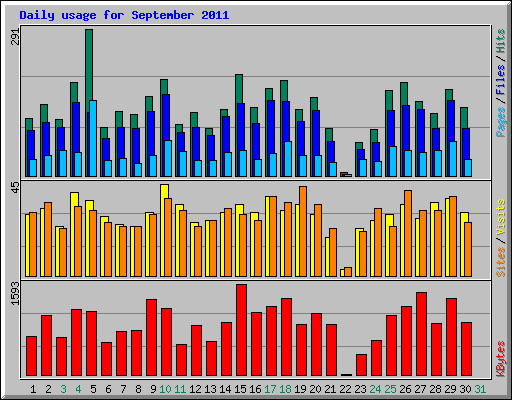 Daily usage for September 2011
291
Pages / Files / Hits
45
Sites / Visits
1593
KBytes
1 2 3 4 5 6 7 8 9 10 11 12 13 14 15 16 17 18 19 20 21 22 23 24 25 26 27 28 29 30 31